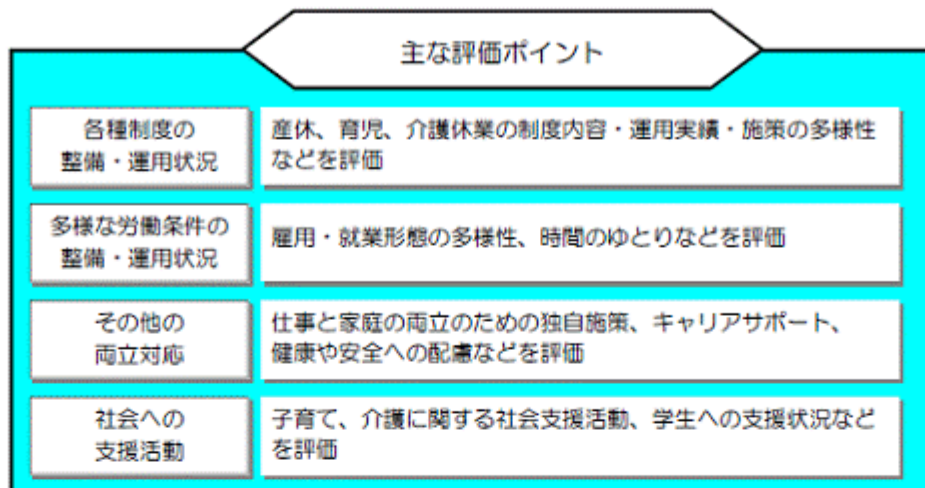 主な評価ポイント
各種制度の
整備・運用状況
産休、育児、介護休業の制度内容・運用実績・施策の多様性
などを評価
多様な労働条件の
整備・運用状況
雇用・就業形態の多様性、時間のゆとりなどを評価
その他の
両立対応
仕事と家庭の両立のための独自施策、キャリアサポート、
健康や安全への配慮などを評価
社会への
支援活動
子育て、介護に関する社会支援活動、学生への支援状況など
を評価